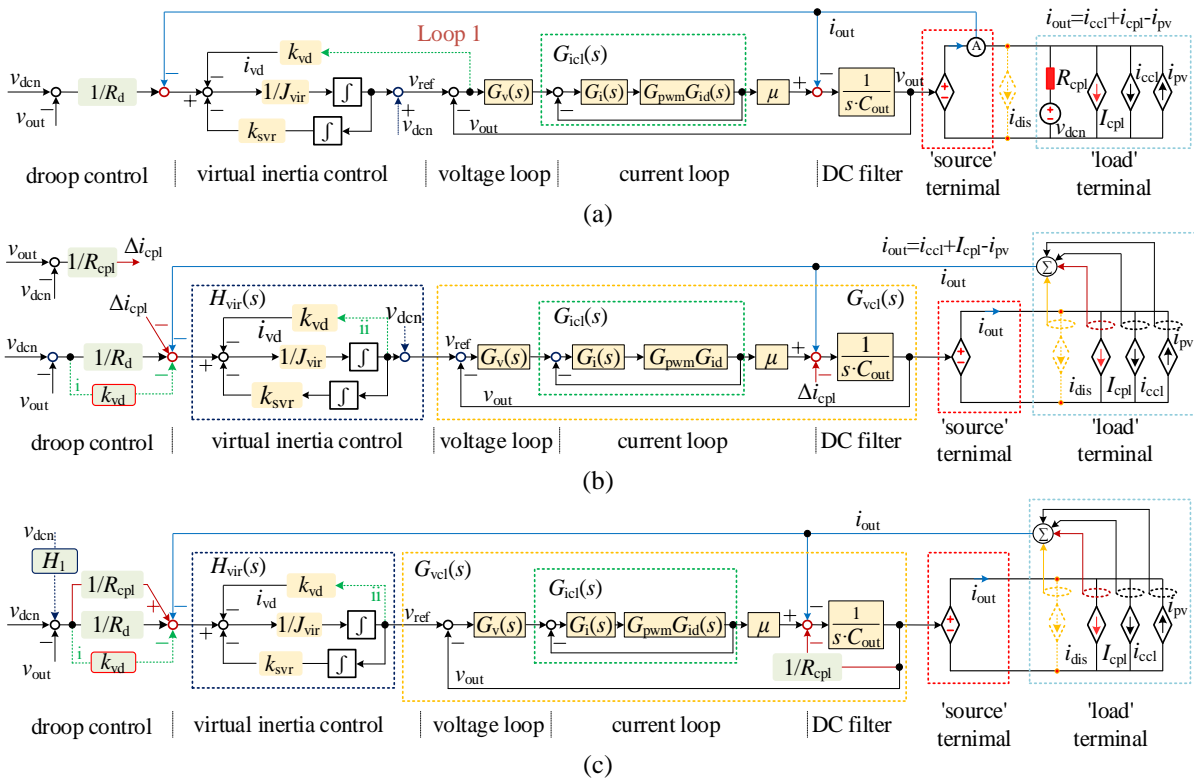 i_out=i_ccl+i_cpl-i_pv
Loop 1
k_vd
i_out
A
i_vd
G_icl(s)
v_out
v_dcn
1/R_d
1/J_vir
∫
v_ref
G_v(s)
G_i(s)
G_pwmG_id(s)
μ
1
s·C_out
R_cpl
i_ccl
i_pv
v_out
k_svr
∫
v_dcn
v_out
i_dis
v_dcn
I_cpl
'source'
'load'
droop control
virtual inertia control
voltage loop
current loop
DC filter
ternimal
terminal
(a)
v_out
1/R_cpl
Δi_cpl
i_out=i_ccl+I_cpl-i_pv
v_dcn
i_out
Σ
Δi_cpl
H_vir(s)
G_vcl(s)
k_vd
ii
v_dcn
G_icl(s)
i_vd
i_out
v_dcn
1/R_d
1/J_vir
∫
v_ref
G_v(s)
G_i(s)
G_pwmG_id
μ
1
s·C_out
i_pv
i
k_vd
k_svr
∫
v_out
v_out
Δi_cpl
i_dis
I_cpl
i_ccl
droop control
virtual inertia control
voltage loop
current loop
DC filter
'source'
ternimal
'load'
terminal
(b)
v_dcn
i_out
Σ
H_1
H_vir(s)
G_vcl(s)
1/R_cpl
k_vd
ii
G_icl(s)
i_vd
i_out
v_dcn
1/R_d
1/J_vir
∫
v_ref
G_v(s)
G_i(s)
G_pwmG_id(s)
μ
1
s·C_out
i_pv
i
k_vd
k_svr
∫
v_out
v_out
1/R_cpl
i_dis
I_cpl
i_ccl
droop control
virtual inertia control
voltage loop
current loop
DC filter
'source'
ternimal
'load'
terminal
(c)